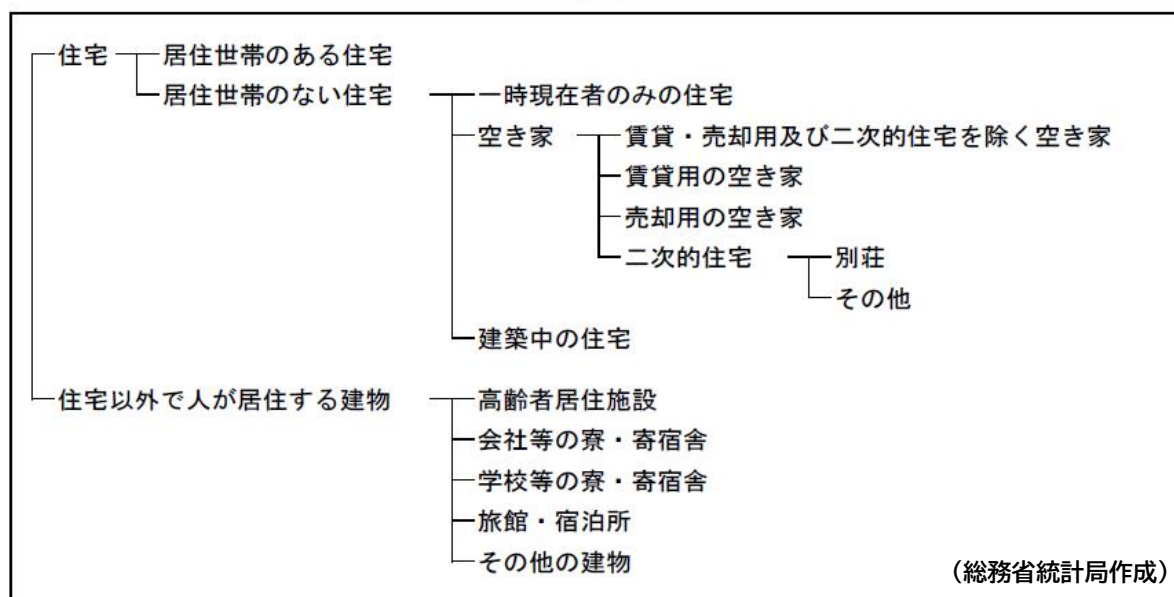 住宅 居住世帯のある住宅
居住世帯のない住宅 一時現在者のみの住宅
空き家 賃貸・売却用及び二次的住宅を除く空き家
賃貸用の空き家
売却用の空き家
二次的住宅 別荘
その他
建築中の住宅
住宅以外で人が居住する建物 高齢者居住施設
会社等の寮・寄宿舎
学校等の寮・寄宿舎
旅館・宿泊所
その他の建物
（総務省統計局作成）